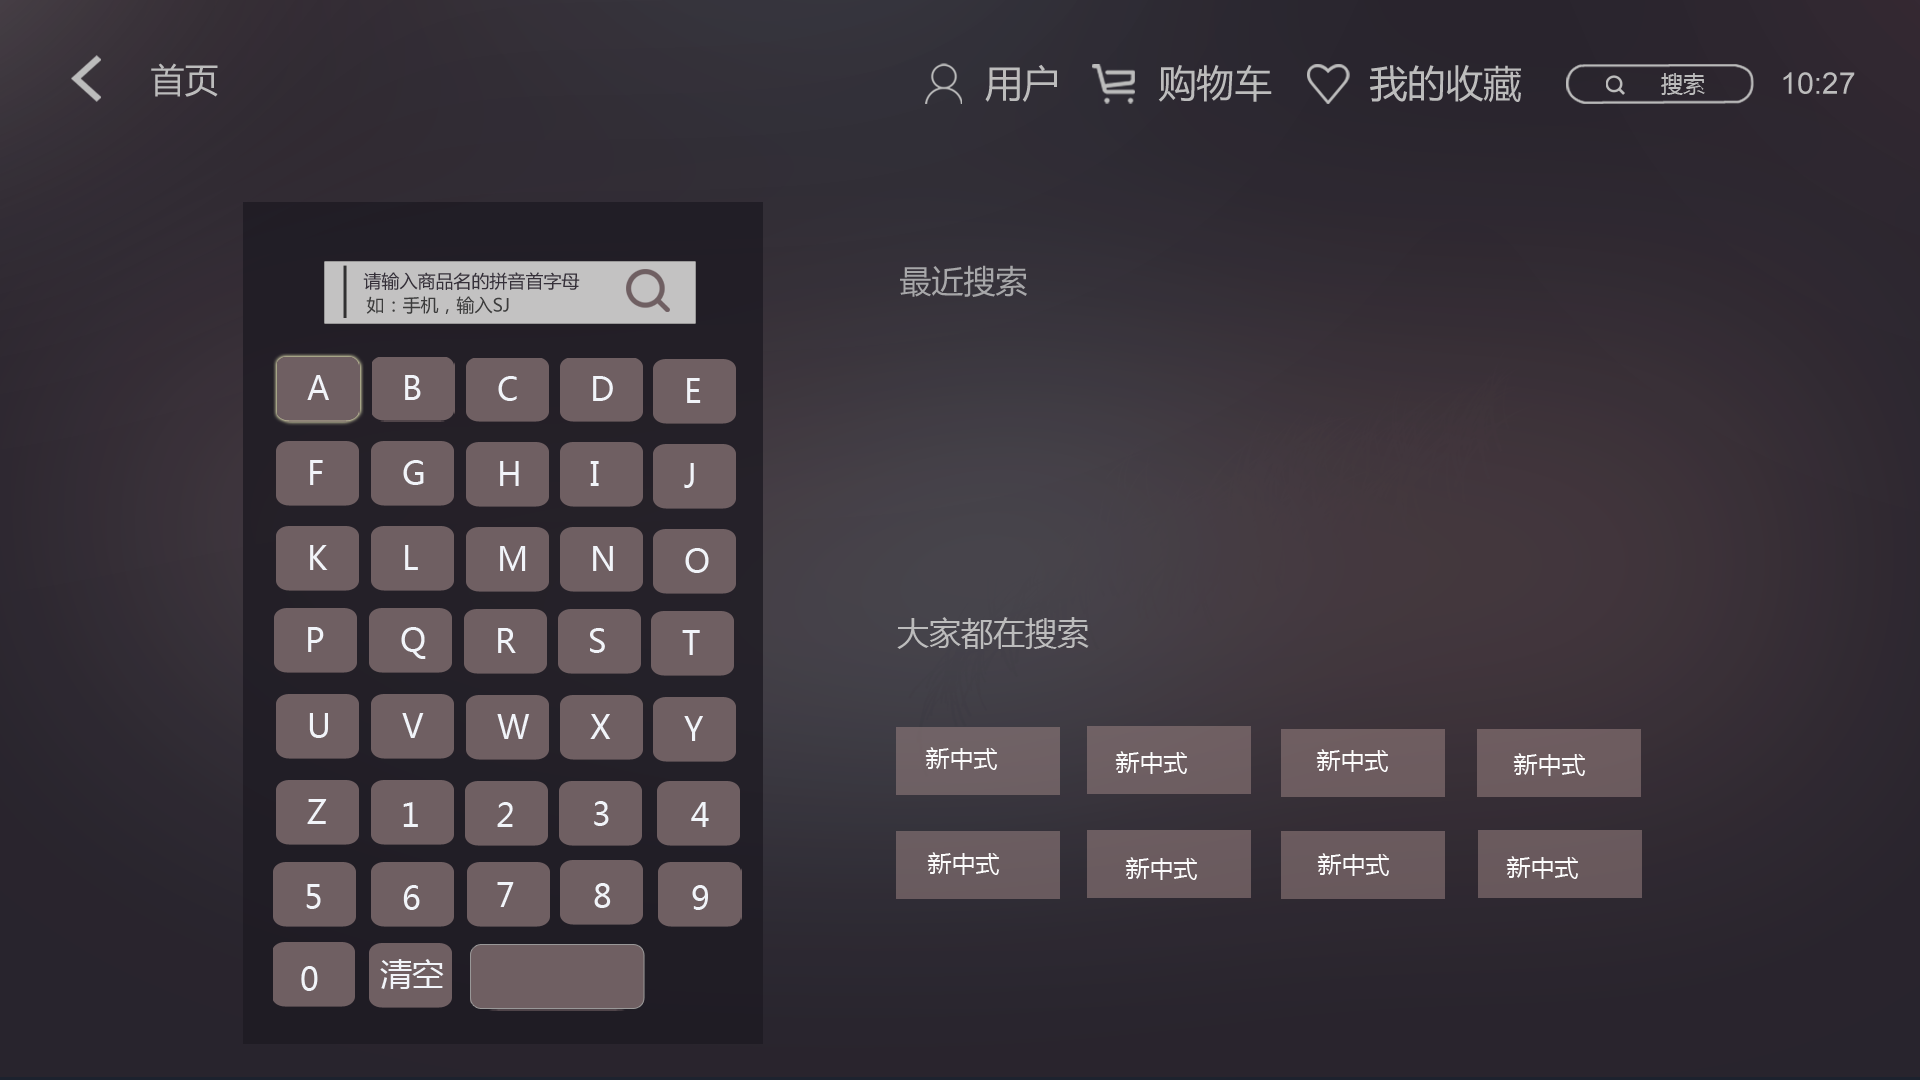 首页
用户
购物车
我的收藏
搜索
10:27
请输入商品名的拼音首字母
如：手机，输入SJ
A B C D E
F G H I J
K L M N O
P Q R S T
U V W X Y
Z 1 2 3 4
5 6 7 8 9
0 清空
最近搜索
大家都在搜索
新中式 新中式 新中式 新中式
新中式 新中式 新中式 新中式